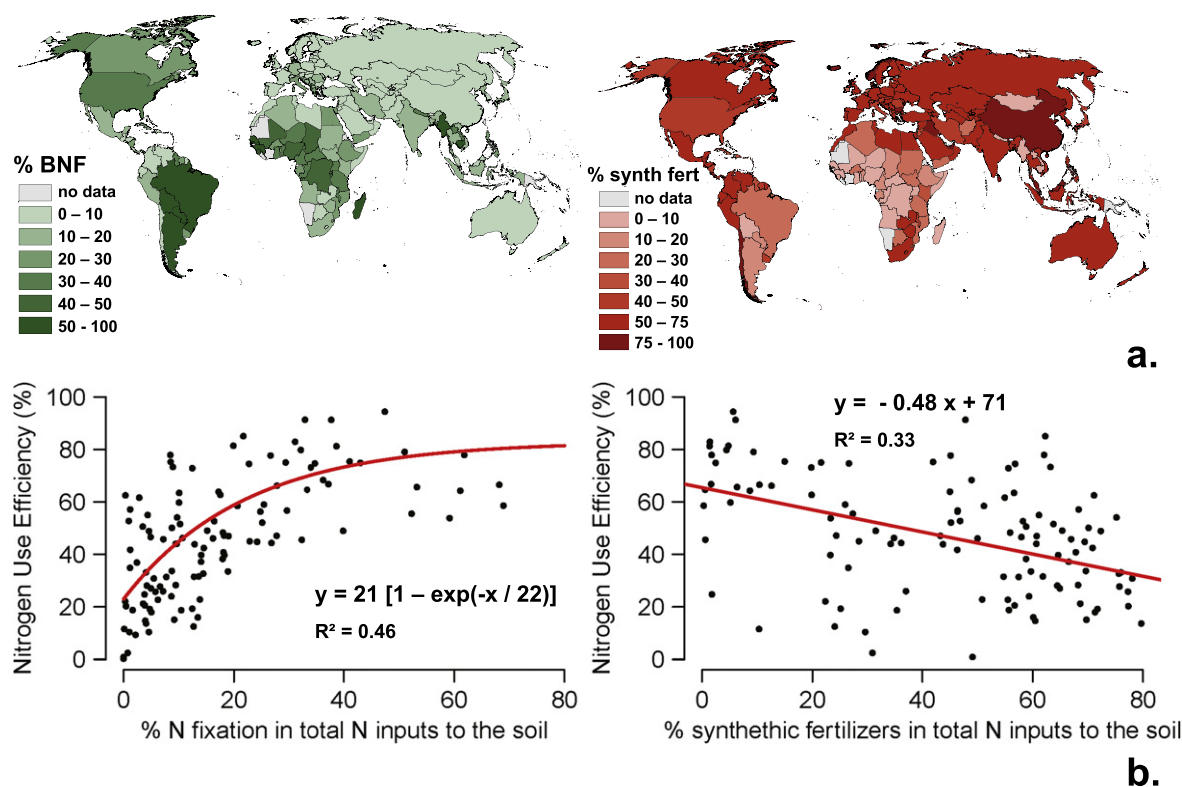 % BNF
no data
0 – 10
10 – 20
20 – 30
30 – 40
40 – 50
50 - 100
% synth fert
no data
0 – 10
10 – 20
20 – 30
30 – 40
40 – 50
50 – 75
75 - 100
a.
Nitrogen Use Efficiency (%)
100
80
60
40
20
0
y = 21 [1 – exp(-x / 22)]
R² = 0.46
0 20 40 60 80
% N fixation in total N inputs to the soil
Nitrogen Use Efficiency (%)
100
80
60
40
20
0
y = - 0.48 x + 71
R² = 0.33
0 20 40 60 80
% synthethic fertilizers in total N inputs to the soil
b.